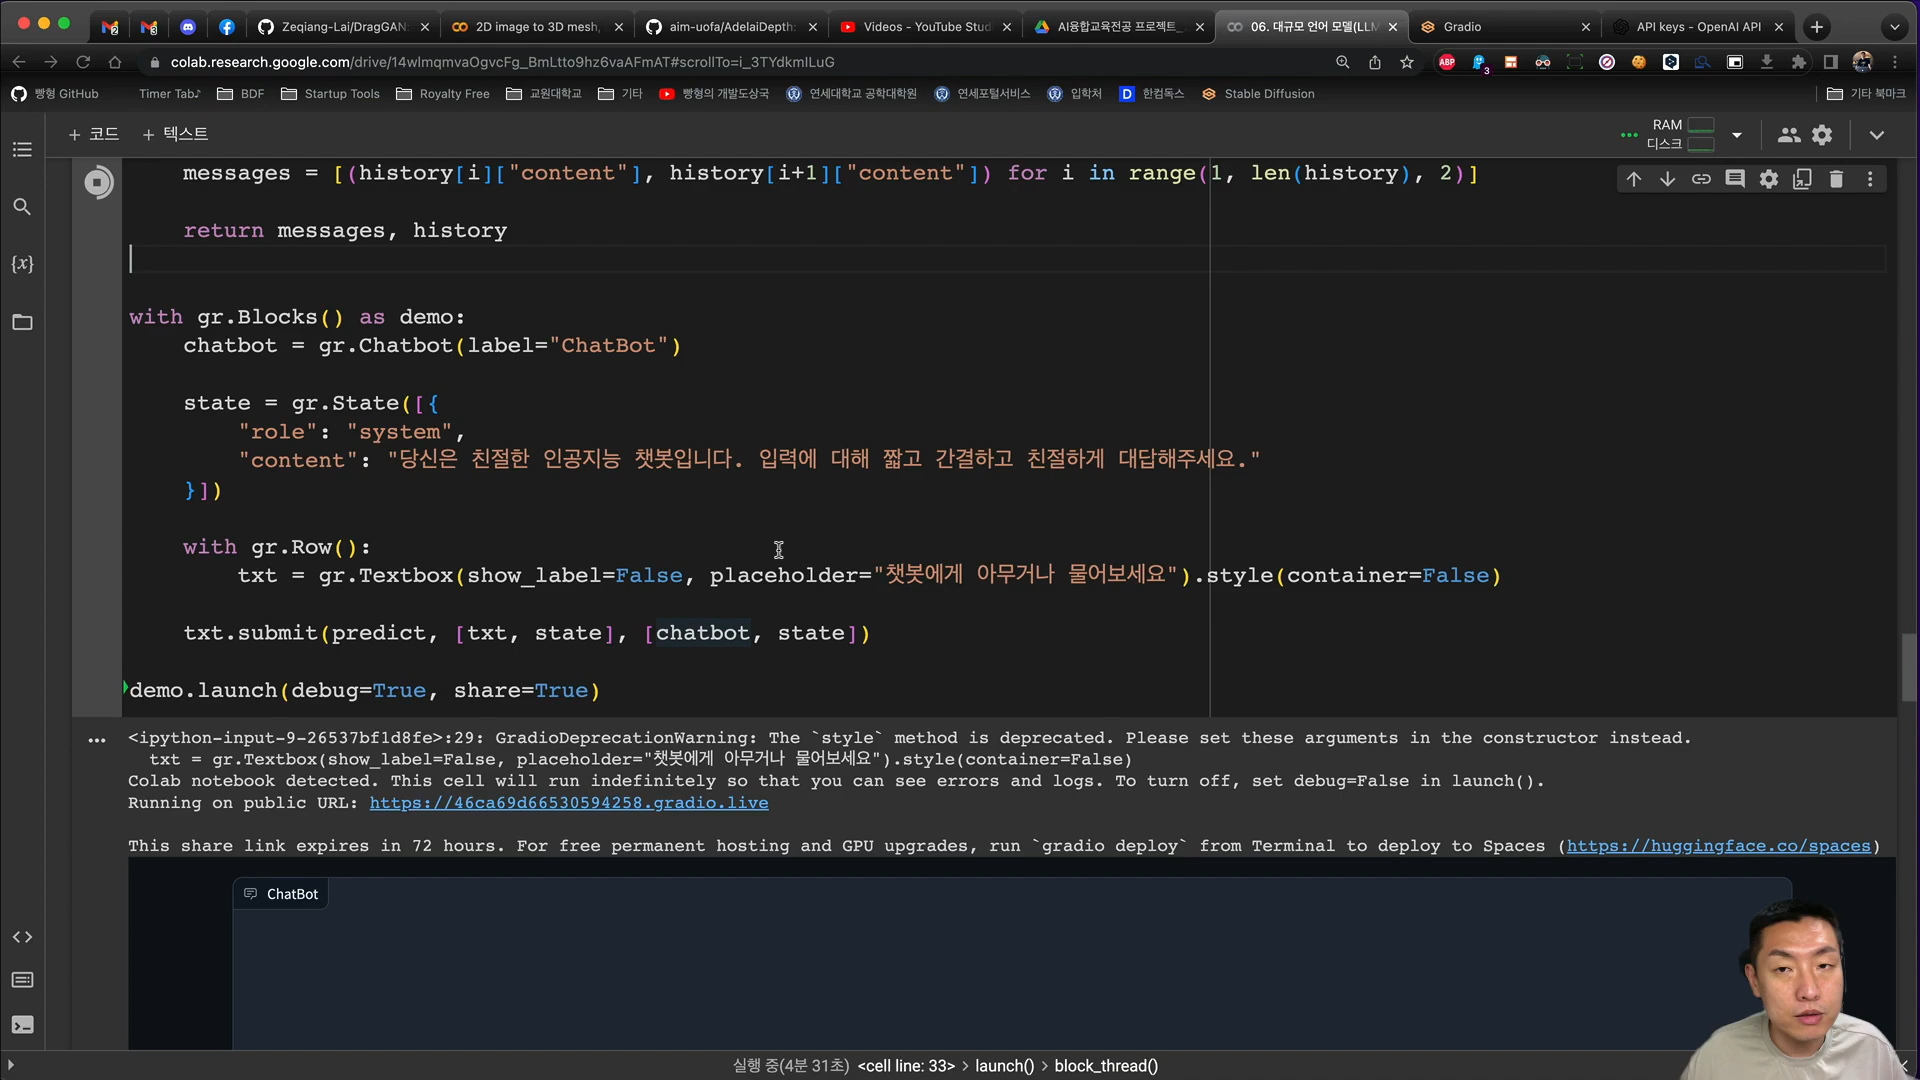 Zeqiang-Lai/DragGAN:
2D image to 3D mesh,
aim-uofa/AdelaiDepth:
Videos - YouTube Stud
AI융합교육전공 프로젝트_
06. 대규모 언어 모델(LLM
Gradio
API keys - OpenAI API
colab.research.google.com/drive/14wlmqmvaOgvcFg_BmLtto9hz6vaAFmAT#scrollTo=i_3TYdkmILuG
ABP
3
빵형 GitHub
Timer Tab♪
BDF
Startup Tools
Royalty Free
교원대학교
기타
빵형의 개발도상국
연세대학교 공학대학원
연세포털서비스
입학처
D 한컴독스
Stable Diffusion
기타 북마크
+ 코드 + 텍스트
RAM
디스크
messages = [(history[i]["content"], history[i+1]["content"]) for i in range(1, len(history), 2)]
return messages, history
with gr.Blocks() as demo:
chatbot = gr.Chatbot(label="ChatBot")
state = gr.State([{
"role": "system",
"content": "당신은 친절한 인공지능 챗봇입니다. 입력에 대해 짧고 간결하고 친절하게 대답해주세요."
}])
with gr.Row():
txt = gr.Textbox(show_label=False, placeholder="챗봇에게 아무거나 물어보세요").style(container=False)
txt.submit(predict, [txt, state], [chatbot, state])
demo.launch(debug=True, share=True)
<ipython-input-9-26537bf1d8fe>:29: GradioDeprecationWarning: The `style` method is deprecated. Please set these arguments in the constructor instead.
txt = gr.Textbox(show_label=False, placeholder="챗봇에게 아무거나 물어보세요").style(container=False)
Colab notebook detected. This cell will run indefinitely so that you can see errors and logs. To turn off, set debug=False in launch().
Running on public URL: https://46ca69d66530594258.gradio.live
This share link expires in 72 hours. For free permanent hosting and GPU upgrades, run `gradio deploy` from Terminal to deploy to Spaces (https://huggingface.co/spaces)
ChatBot
실행 중(4분 31초) <cell line: 33> > launch() > block_thread()